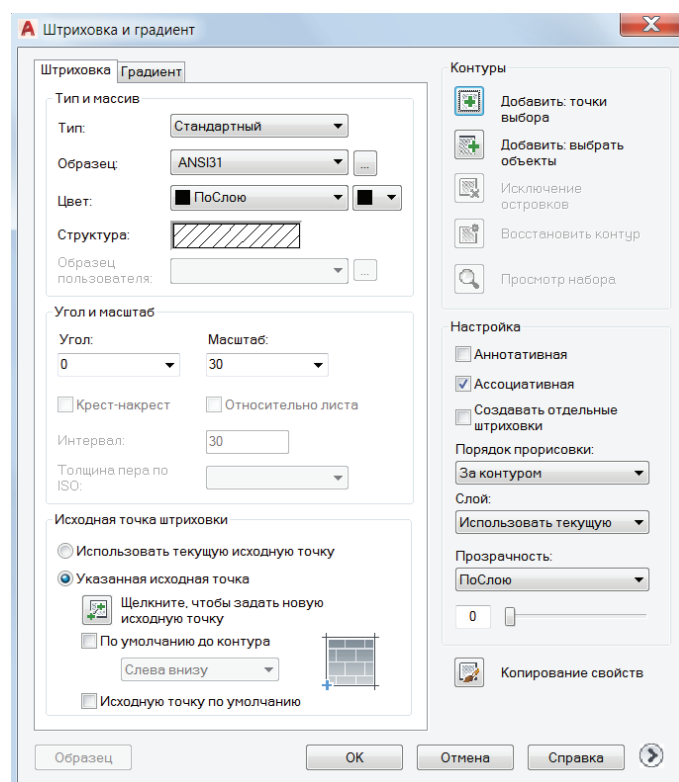 Штриховка и градиент
Штриховка
Градиент
Тип и массив
Тип:
Стандартный
Образец:
ANSI31
...
Цвет:
ПоСлою
Структура:
Образец
пользователя:
...
Угол и масштаб
Угол:
Масштаб:
0
30
Крест-накрест
Относительно листа
Интервал:
30
Толщина пера по
ISO:
Исходная точка штриховки
Использовать текущую исходную точку
Указанная исходная точка
Щелкните, чтобы задать новую
исходную точку
По умолчанию до контура
Слева внизу
Исходную точку по умолчанию
Контуры
Добавить: точки
выбора
Добавить: выбрать
объекты
Исключение
островков
Восстановить контур
Просмотр набора
Настройка
Аннотативная
Ассоциативная
Создавать отдельные
штриховки
Порядок прорисовки:
За контуром
Слой:
Использовать текущую
Прозрачность:
ПоСлою
0
Копирование свойств
Образец
ОК
Отмена
Справка